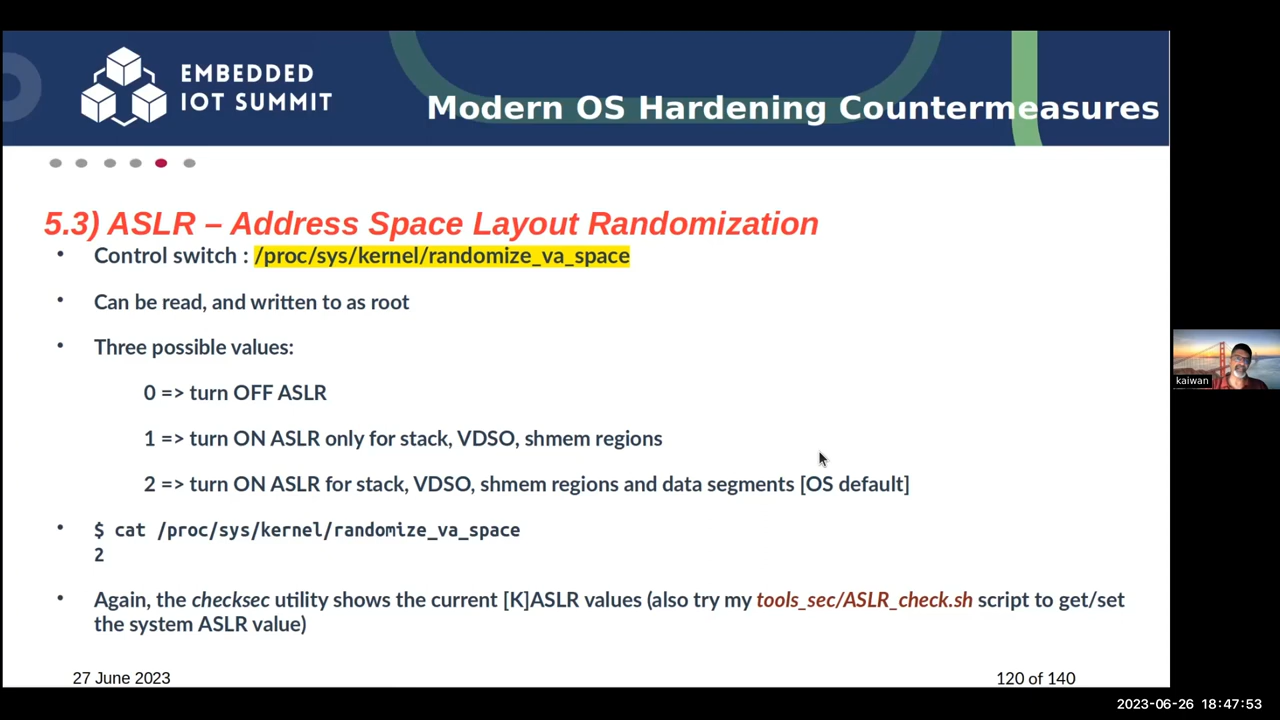 EMBEDDED
IOT SUMMIT
Modern OS Hardening Countermeasures
5.3) ASLR – Address Space Layout Randomization
• Control switch : /proc/sys/kernel/randomize_va_space
• Can be read, and written to as root
• Three possible values:
0 => turn OFF ASLR
1 => turn ON ASLR only for stack, VDSO, shmem regions
2 => turn ON ASLR for stack, VDSO, shmem regions and data segments [OS default]
• $ cat /proc/sys/kernel/randomize_va_space
2
• Again, the checksec utility shows the current [K]ASLR values (also try my tools_sec/ASLR_check.sh script to get/set
the system ASLR value)
kaiwan
27 June 2023
120 of 140
2023-06-26 18:47:53